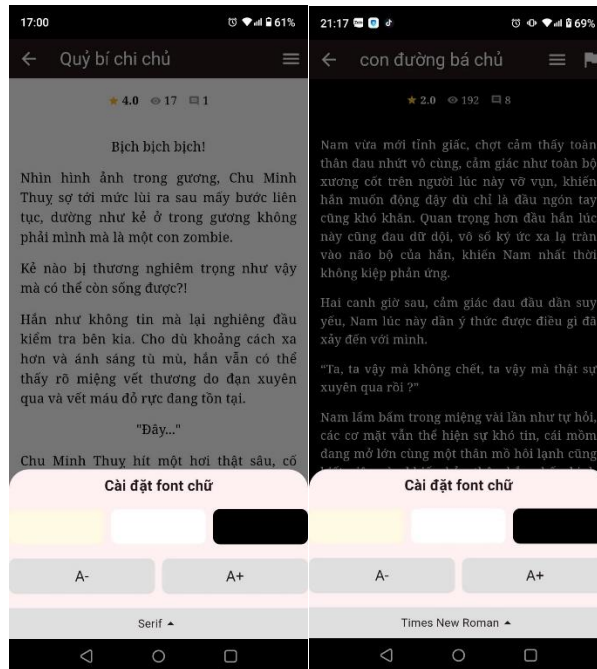 17:00
61%
Quỷ bí chi chủ
4.0 17 1
Bịch bịch bịch!
Nhìn hình ảnh trong gương, Chu Minh
Thuỵ sợ tới mức lùi ra sau mấy bước liên
tục, dường như kẻ ở trong gương không
phải mình mà là một con zombie.
Kẻ nào bị thương nghiêm trọng như vậy
mà có thể còn sống được?!
Hắn như không tin mà lại nghiêng đầu
kiểm tra bên kia. Cho dù khoảng cách xa
hơn và ánh sáng tù mù, hắn vẫn có thể
thấy rõ miệng vết thương do đạn xuyên
qua và vết máu đỏ rực đang tồn tại.
"Đây..."
Chu Minh Thuỵ hít một hơi thật sâu, cố
Cài đặt font chữ
A-
A+
Serif
21:17
69%
con đường bá chủ
2.0 192 8
Nam vừa mới tỉnh giấc, chợt cảm thấy toàn
thân đau nhứt vô cùng, cảm giác như toàn bộ
xương cốt trên người lúc này vỡ vụn, khiến
hắn muốn động đậy dù chỉ là đầu ngón tay
cũng khó khăn. Quan trọng hơn đầu hắn lúc
này cũng đau dữ dội, vô số ký ức xa lạ tràn
vào não bộ của hắn, khiến Nam nhất thời
không kiệp phản ứng.
Hai canh giờ sau, cảm giác đau đầu dần suy
yếu, Nam lúc này dần ý thức được điều gì đã
xảy đến với mình.
"Ta, ta vậy mà không chết, ta vậy mà thật sự
xuyên qua rồi ?"
Nam lẩm bẩm trong miệng vài lần như tự hỏi,
các cơ mặt vẫn thể hiện sự khó tin, cái mồm
đang mở lớn cùng một thân mồ hôi lạnh cũng
Cài đặt font chữ
A-
A+
Times New Roman